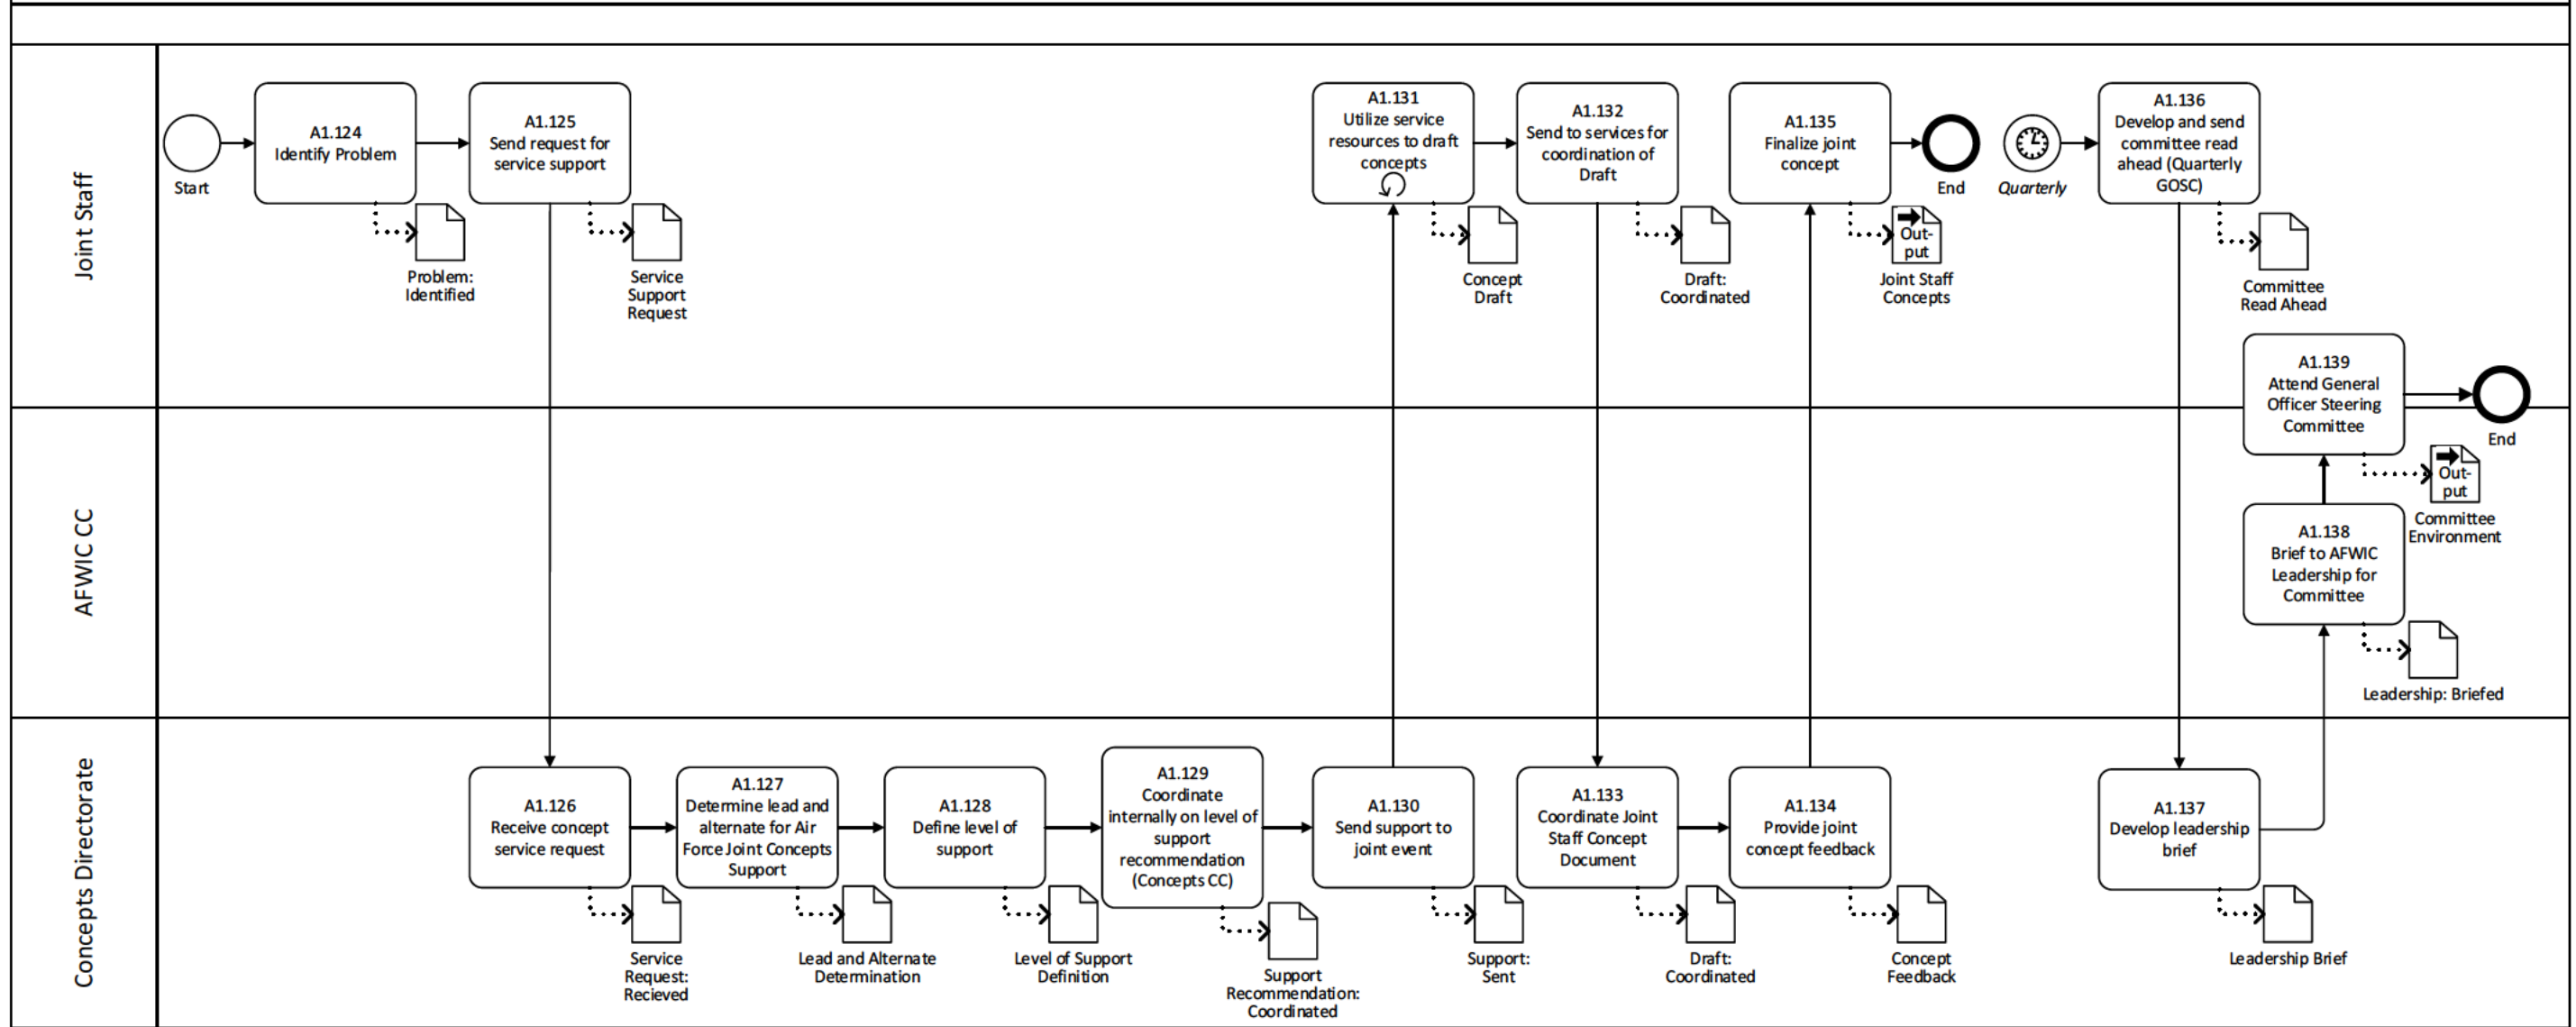 Joint Staff
Start
A1.124
Identify Problem
Problem:
Identified
A1.125
Send request for
service support
Service
Support
Request
A1.131
Utilize service
resources to draft
concepts
Concept
Draft
A1.132
Send to services for
coordination of
Draft
Draft:
Coordinated
A1.135
Finalize joint
concept
Out-
put
Joint Staff
Concepts
End
Quarterly
A1.136
Develop and send
committee read
ahead (Quarterly
GOSC)
Committee
Read Ahead
A1.139
Attend General
Officer Steering
Committee
End
Out-
put
Committee
Environment
AFWIC CC
A1.138
Brief to AFWIC
Leadership for
Committee
Leadership: Briefed
Concepts Directorate
A1.126
Receive concept
service request
Service
Request:
Recieved
A1.127
Determine lead and
alternate for Air
Force Joint Concepts
Support
Lead and Alternate
Determination
A1.128
Define level of
support
Level of Support
Definition
A1.129
Coordinate
internally on level of
support
recommendation
(Concepts CC)
Support
Recommendation:
Coordinated
A1.130
Send support to
joint event
Support:
Sent
A1.133
Coordinate Joint
Staff Concept
Document
Draft:
Coordinated
A1.134
Provide joint
concept feedback
Concept
Feedback
A1.137
Develop leadership
brief
Leadership Brief